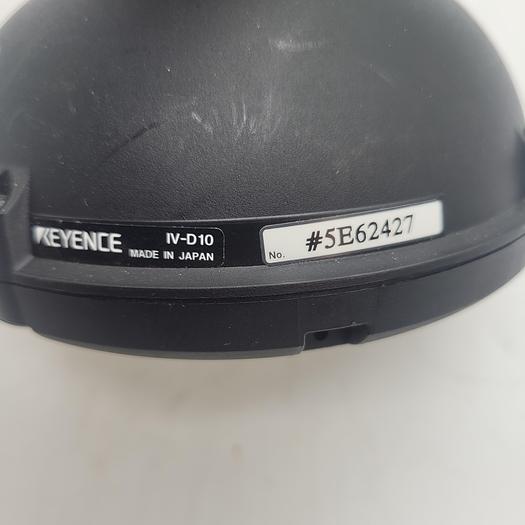 KEYENCE IV-D10
MADE IN JAPAN
No. #5E62427